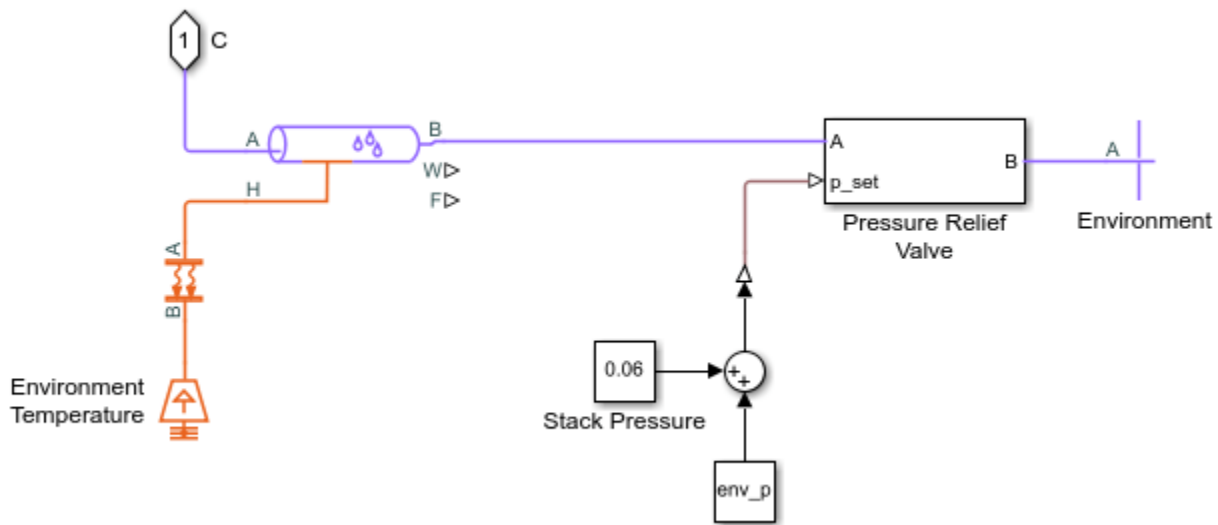 1 C
A
B
W
F
H
A
B
Environment
Temperature
A
p_set
B
Pressure Relief
Valve
A
Environment
0.06
Stack Pressure
+
+
env_p